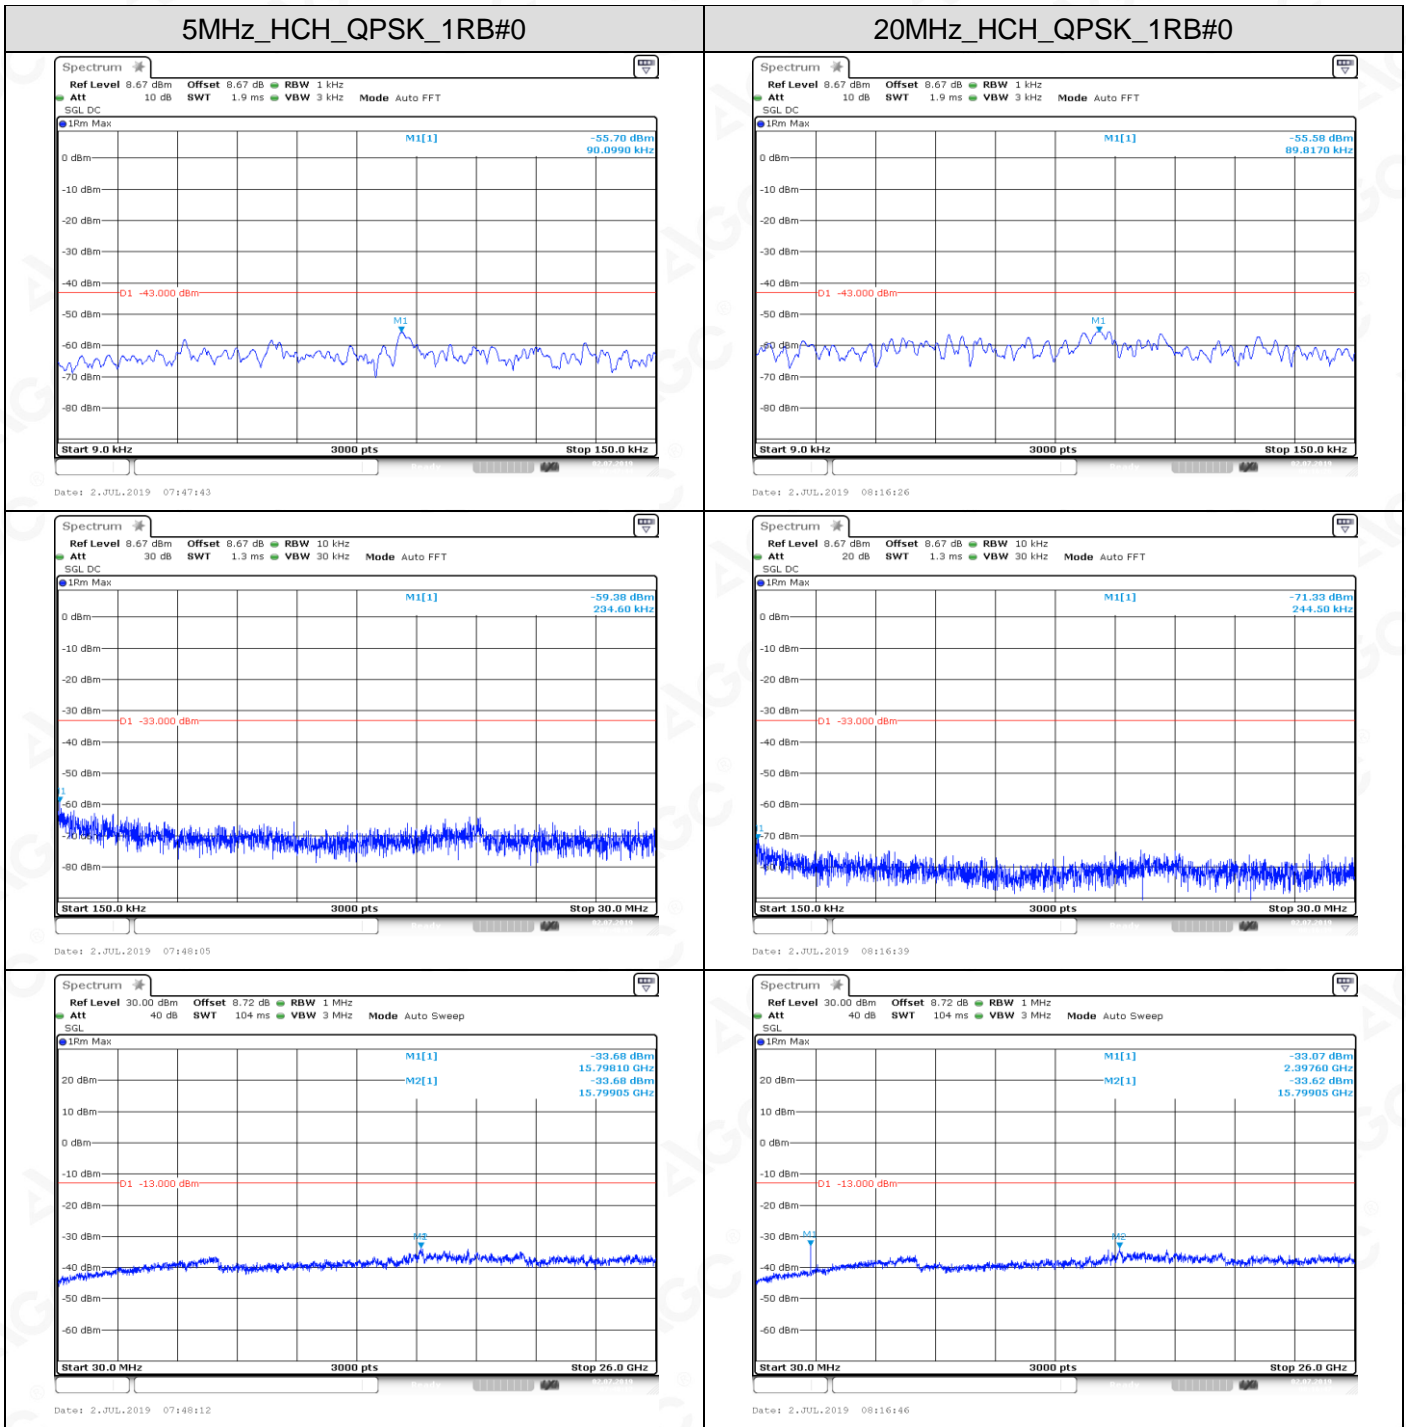 5MHz_HCH_QPSK_1RB#0
20MHz_HCH_QPSK_1RB#0
Spectrum
Ref Level 8.67 dBm Offset 8.67 dB RBW 1 kHz
Att 10 dB SWT 1.9 ms VBW 3 kHz Mode Auto FFT
SGL DC
1Rm Max
M1[1] -55.70 dBm
90.0990 kHz
0 dBm
-10 dBm
-20 dBm
-30 dBm
-40 dBm
D1 -43.000 dBm
-50 dBm
M1
-60 dBm
-70 dBm
-80 dBm
Start 9.0 kHz 3000 pts Stop 150.0 kHz
Date: 2.JUL.2019 07:47:43
Spectrum
Ref Level 8.67 dBm Offset 8.67 dB RBW 1 kHz
Att 10 dB SWT 1.9 ms VBW 3 kHz Mode Auto FFT
SGL DC
1Rm Max
M1[1] -55.58 dBm
89.8170 kHz
0 dBm
-10 dBm
-20 dBm
-30 dBm
-40 dBm
D1 -43.000 dBm
-50 dBm
M1
-60 dBm
-70 dBm
-80 dBm
Start 9.0 kHz 3000 pts Stop 150.0 kHz
Date: 2.JUL.2019 08:16:26
Spectrum
Ref Level 8.67 dBm Offset 8.67 dB RBW 10 kHz
Att 30 dB SWT 1.3 ms VBW 30 kHz Mode Auto FFT
SGL DC
1Rm Max
M1[1] -59.38 dBm
234.60 kHz
0 dBm
-10 dBm
-20 dBm
-30 dBm
D1 -33.000 dBm
-40 dBm
-50 dBm
-60 dBm
-70 dBm
-80 dBm
Start 150.0 kHz 3000 pts Stop 30.0 MHz
Date: 2.JUL.2019 07:48:05
Spectrum
Ref Level 8.67 dBm Offset 8.67 dB RBW 10 kHz
Att 20 dB SWT 1.3 ms VBW 30 kHz Mode Auto FFT
SGL DC
1Rm Max
M1[1] -71.33 dBm
244.50 kHz
0 dBm
-10 dBm
-20 dBm
-30 dBm
D1 -33.000 dBm
-40 dBm
-50 dBm
-60 dBm
-70 dBm
Start 150.0 kHz 3000 pts Stop 30.0 MHz
Date: 2.JUL.2019 08:16:39
Spectrum
Ref Level 30.00 dBm Offset 8.72 dB RBW 1 MHz
Att 40 dB SWT 104 ms VBW 3 MHz Mode Auto Sweep
SGL
1Rm Max
M1[1] -33.68 dBm
15.79810 GHz
20 dBm M2[1] -33.68 dBm
15.79905 GHz
10 dBm
0 dBm
-10 dBm
D1 -13.000 dBm
-20 dBm
-30 dBm
-40 dBm
-50 dBm
-60 dBm
Start 30.0 MHz 3000 pts Stop 26.0 GHz
Date: 2.JUL.2019 07:48:12
Spectrum
Ref Level 30.00 dBm Offset 8.72 dB RBW 1 MHz
Att 40 dB SWT 104 ms VBW 3 MHz Mode Auto Sweep
SGL
1Rm Max
M1[1] -33.07 dBm
2.39760 GHz
20 dBm M2[1] -33.62 dBm
15.79905 GHz
10 dBm
0 dBm
-10 dBm
D1 -13.000 dBm
-20 dBm
-30 dBm M1 M2
-40 dBm
-50 dBm
-60 dBm
Start 30.0 MHz 3000 pts Stop 26.0 GHz
Date: 2.JUL.2019 08:16:46